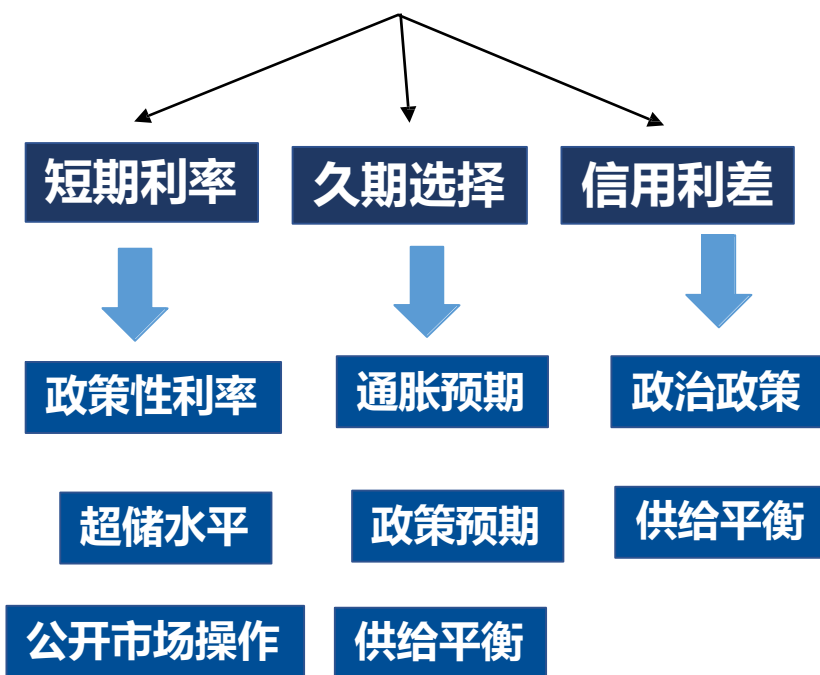 短期利率
久期选择
信用利差
政策性利率
通胀预期
政治政策
超储水平
政策预期
供给平衡
公开市场操作
供给平衡